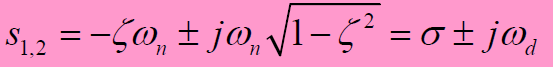 s₁,₂ = −ζωₙ ± jωₙ√(1−ζ²) = σ ± jω_d